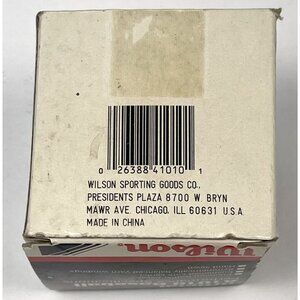 0 26388 41010 1
WILSON SPORTING GOODS CO.,
PRESIDENTS PLAZA 8700 W. BRYN
MAWR AVE. CHICAGO, ILL 60631 U.S.A.
MADE IN CHINA
Wilson